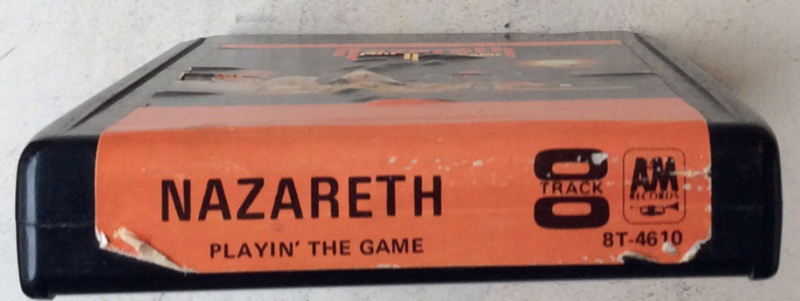 NAZARETH
PLAYIN' THE GAME
8 TRACK
A&M
RECORDS
8T-4610